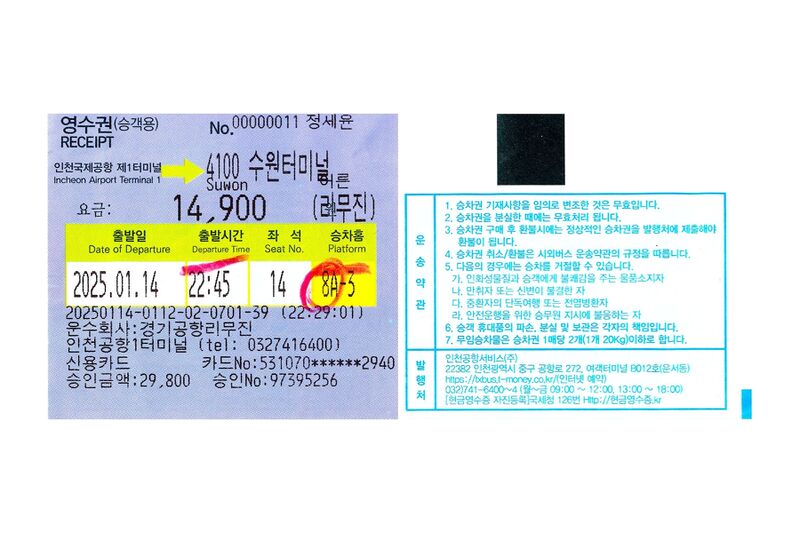 영수권(승객용)
RECEIPT
No.00000011 정세윤
인천국제공항 제1터미널
Incheon Airport Terminal 1
4100 수원터미널
Suwon
어른
요금: 14,900 원 (리무진)
출발일 출발시간 좌 석 승차홈
Date of Departure Departure Time Seat No. Platform
2025.01.14 22:45 14 8A-3
20250114-0112-02-0701-39 (22:29:01)
운수회사:경기공항리무진
인천공항1터미널 (tel: 0327416400)
신용카드 카드No:531070******2940
승인금액:29,800 승인No:97395256
운송약관
1. 승차권 기재사항을 임의로 변조한 것은 무효입니다.
2. 승차권을 분실한 때에는 무효처리 됩니다.
3. 승차권 구매 후 환불시에는 정상적인 승차권을 발행처에 제출해야
환불이 됩니다.
4. 승차권 취소/환불은 시외버스 운송약관의 규정을 따릅니다.
5. 다음의 경우에는 승차를 거절할 수 있습니다.
가. 인화성물질과 승객에게 불쾌감을 주는 물품소지자
나. 만취자 또는 신변이 불결한 자
다. 중환자의 단독여행 또는 전염병환자
라. 안전운행을 위한 승무원 지시에 불응하는 자
6. 승객 휴대품의 파손, 분실 및 보관은 각자의 책임입니다.
7. 무임승차물은 승차권 1매당 2개(1개 20Kg)이하로 합니다.
발행처
인천공항서비스(주)
22382 인천광역시 중구 공항로 272, 여객터미널 8012호(운서동)
https://txbus.t-money.co.kr/(인터넷 예약)
032)741-6400~4 (월~금 09:00 ~ 12:00, 13:00 ~ 18:00)
[현금영수증 자진등록]국세청 126번 Http://현금영수증.kr